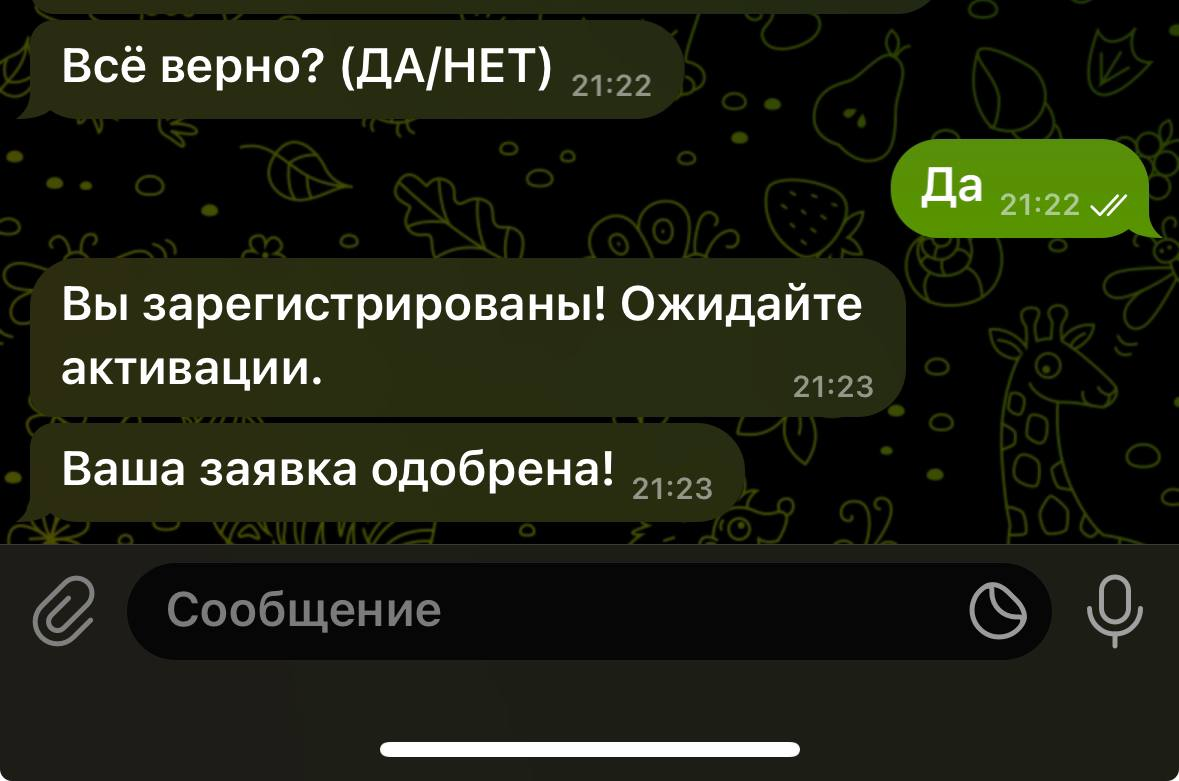 Всё верно? (ДА/НЕТ) 21:22
Да 21:22
Вы зарегистрированы! Ожидайте
активации. 21:23
Ваша заявка одобрена! 21:23
Сообщение